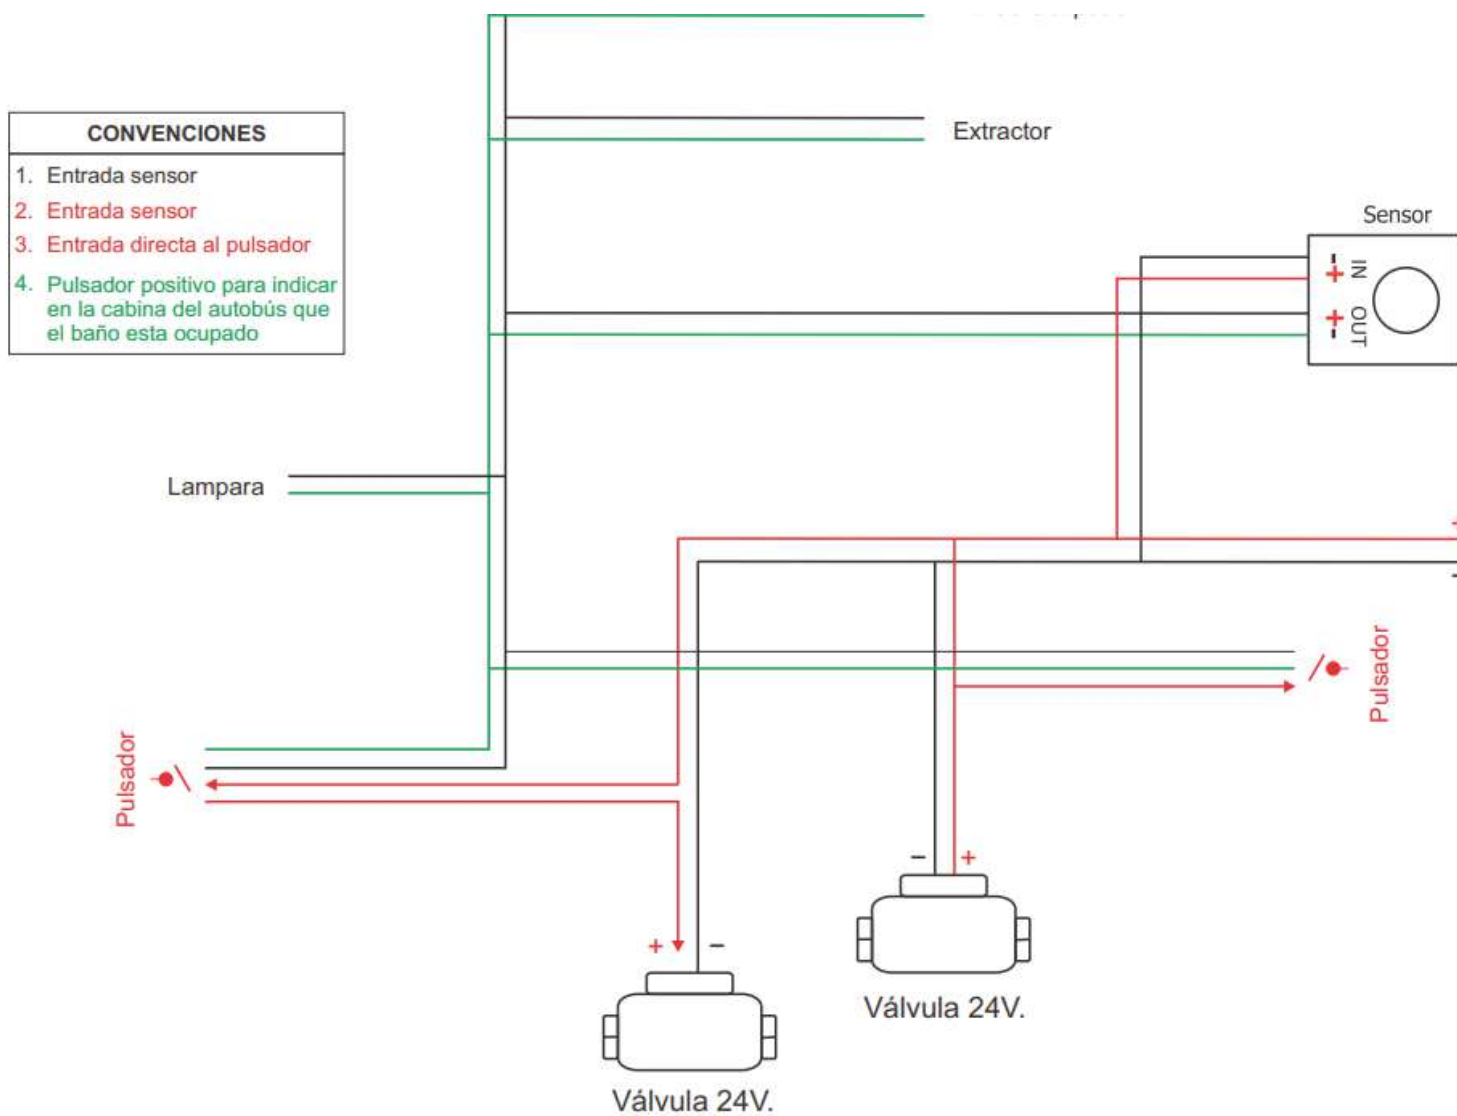 CONVENCIONES
1. Entrada sensor
2. Entrada sensor
3. Entrada directa al pulsador
4. Pulsador positivo para indicar
en la cabina del autobús que
el baño esta ocupado
Extractor
Sensor
- + IN
+ - OUT
Lampara
+
-
Pulsador
Pulsador
- +
+ -
Válvula 24V.
Válvula 24V.